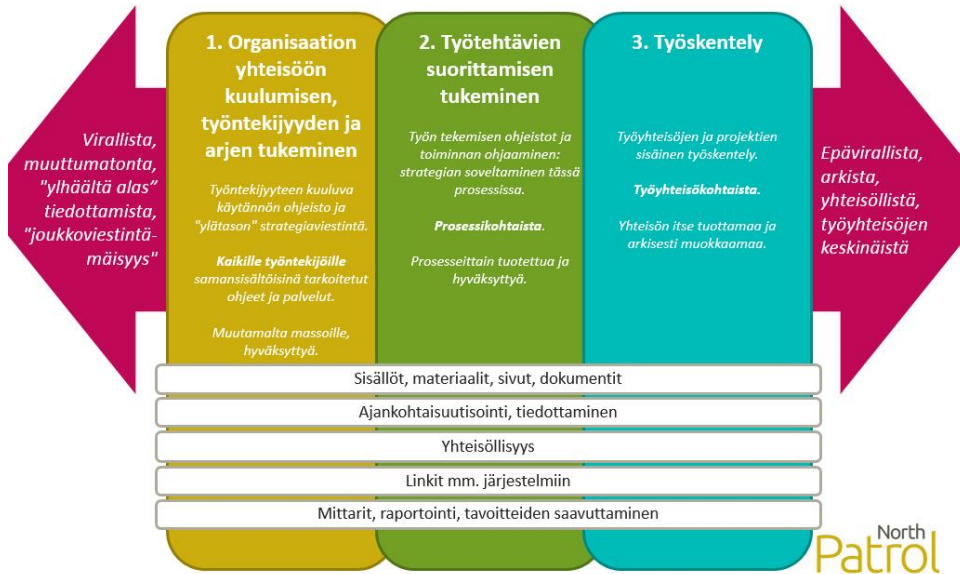 Virallista,
muuttumatonta,
"ylhäältä alas”
tiedottamista,
"joukkoviestintä-
mäisyys"
1. Organisaation
yhteisöön
kuulumisen,
työntekijyyden ja
arjen tukeminen
Työntekijyyteen kuuluva
käytännön ohjeisto ja
"ylätason" strategiaviestintä.
Kaikille työntekijöille
samansisältöisinä tarkoitetut
ohjeet ja palvelut.
Muutamalta massoille,
hyväksyttyä.
2. Työtehtävien
suorittamisen
tukeminen
Työn tekemisen ohjeistot ja
toiminnan ohjaaminen:
strategian soveltaminen tässä
prosessissa.
Prosessikohtaista.
Prosesseittain tuotettua ja
hyväksyttyä.
3. Työskentely
Työyhteisöjen ja projektien
sisäinen työskentely.
Työyhteisökohtaista.
Yhteisön itse tuottamaa ja
arkisesti muokkaamaa.
Epävirallista,
arkista,
yhteisöllistä,
työyhteisöjen
keskinäistä
Sisällöt, materiaalit, sivut, dokumentit
Ajankohtaisuutisointi, tiedottaminen
Yhteisöllisyys
Linkit mm. järjestelmiin
Mittarit, raportointi, tavoitteiden saavuttaminen
North
Patrol